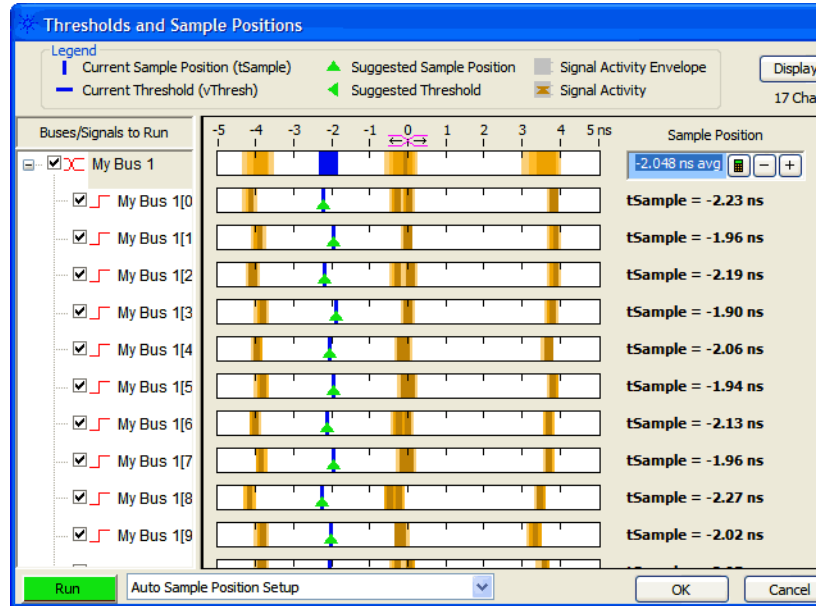 Thresholds and Sample Positions
Legend
Current Sample Position (tSample) Suggested Sample Position Signal Activity Envelope
Current Threshold (vThresh) Suggested Threshold Signal Activity
Display
17 Cha
Buses/Signals to Run -5 -4 -3 -2 -1 0 1 2 3 4 5 ns Sample Position
My Bus 1 -2.048 ns avg − +
My Bus 1[0 tSample = -2.23 ns
My Bus 1[1 tSample = -1.96 ns
My Bus 1[2 tSample = -2.19 ns
My Bus 1[3 tSample = -1.90 ns
My Bus 1[4 tSample = -2.06 ns
My Bus 1[5 tSample = -1.94 ns
My Bus 1[6 tSample = -2.13 ns
My Bus 1[7 tSample = -1.96 ns
My Bus 1[8 tSample = -2.27 ns
My Bus 1[9 tSample = -2.02 ns
Run Auto Sample Position Setup OK Cancel